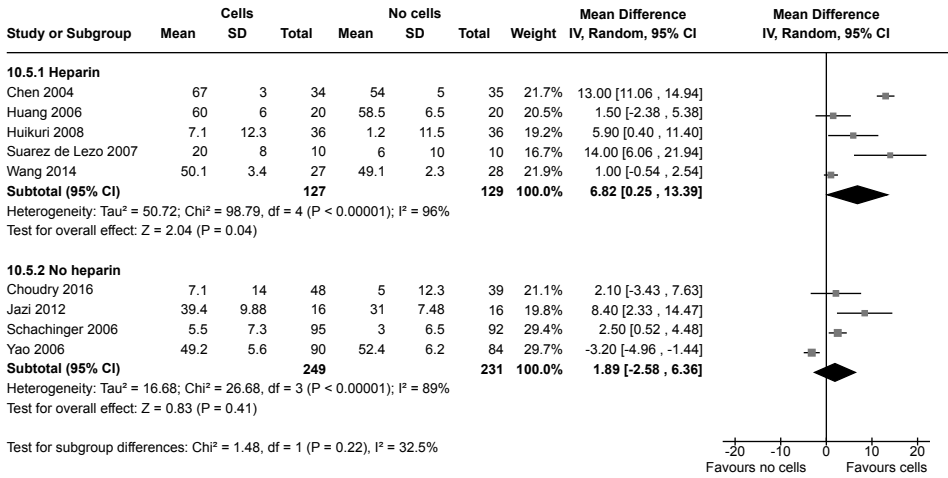 Cells No cells Mean Difference Mean Difference
Study or Subgroup Mean SD Total Mean SD Total Weight IV, Random, 95% CI IV, Random, 95% CI
10.5.1 Heparin
Chen 2004 67 3 34 54 5 35 21.7% 13.00 [11.06 , 14.94]
Huang 2006 60 6 20 58.5 6.5 20 20.5% 1.50 [-2.38 , 5.38]
Huikuri 2008 7.1 12.3 36 1.2 11.5 36 19.2% 5.90 [0.40 , 11.40]
Suarez de Lezo 2007 20 8 10 6 10 10 16.7% 14.00 [6.06 , 21.94]
Wang 2014 50.1 3.4 27 49.1 2.3 28 21.9% 1.00 [-0.54 , 2.54]
Subtotal (95% CI) 127 129 100.0% 6.82 [0.25 , 13.39]
Heterogeneity: Tau² = 50.72; Chi² = 98.79, df = 4 (P < 0.00001); I² = 96%
Test for overall effect: Z = 2.04 (P = 0.04)
10.5.2 No heparin
Choudry 2016 7.1 14 48 5 12.3 39 21.1% 2.10 [-3.43 , 7.63]
Jazi 2012 39.4 9.88 16 31 7.48 16 19.8% 8.40 [2.33 , 14.47]
Schachinger 2006 5.5 7.3 95 3 6.5 92 29.4% 2.50 [0.52 , 4.48]
Yao 2006 49.2 5.6 90 52.4 6.2 84 29.7% -3.20 [-4.96 , -1.44]
Subtotal (95% CI) 249 231 100.0% 1.89 [-2.58 , 6.36]
Heterogeneity: Tau² = 16.68; Chi² = 26.68, df = 3 (P < 0.00001); I² = 89%
Test for overall effect: Z = 0.83 (P = 0.41)
Test for subgroup differences: Chi² = 1.48, df = 1 (P = 0.22), I² = 32.5%
-20 -10 0 10 20
Favours no cells Favours cells